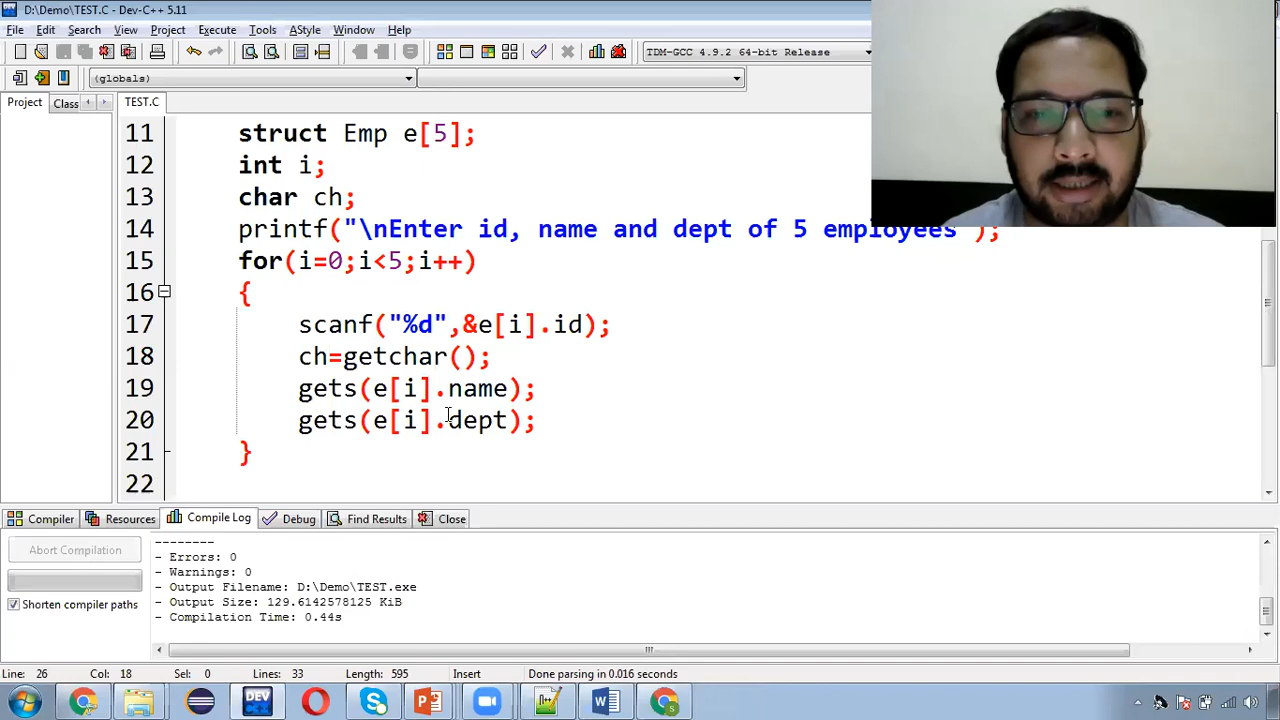 D:\Demo\TEST.C - Dev-C++ 5.11
File Edit Search View Project Execute Tools AStyle Window Help
TDM-GCC 4.9.2 64-bit Release
(globals)
Project Class TEST.C
11 struct Emp e[5];
12 int i;
13 char ch;
14 printf("\nEnter id, name and dept of 5 employees");
15 for(i=0;i<5;i++)
16 {
17 scanf("%d",&e[i].id);
18 ch=getchar();
19 gets(e[i].name);
20 gets(e[i].dept);
21 }
22
Compiler Resources Compile Log Debug Find Results Close
Abort Compilation
Shorten compiler paths
--------
- Errors: 0
- Warnings: 0
- Output Filename: D:\Demo\TEST.exe
- Output Size: 129.6142578125 KiB
- Compilation Time: 0.44s
Line: 26 Col: 18 Sel: 0 Lines: 33 Length: 595 Insert Done parsing in 0.016 seconds
DEV